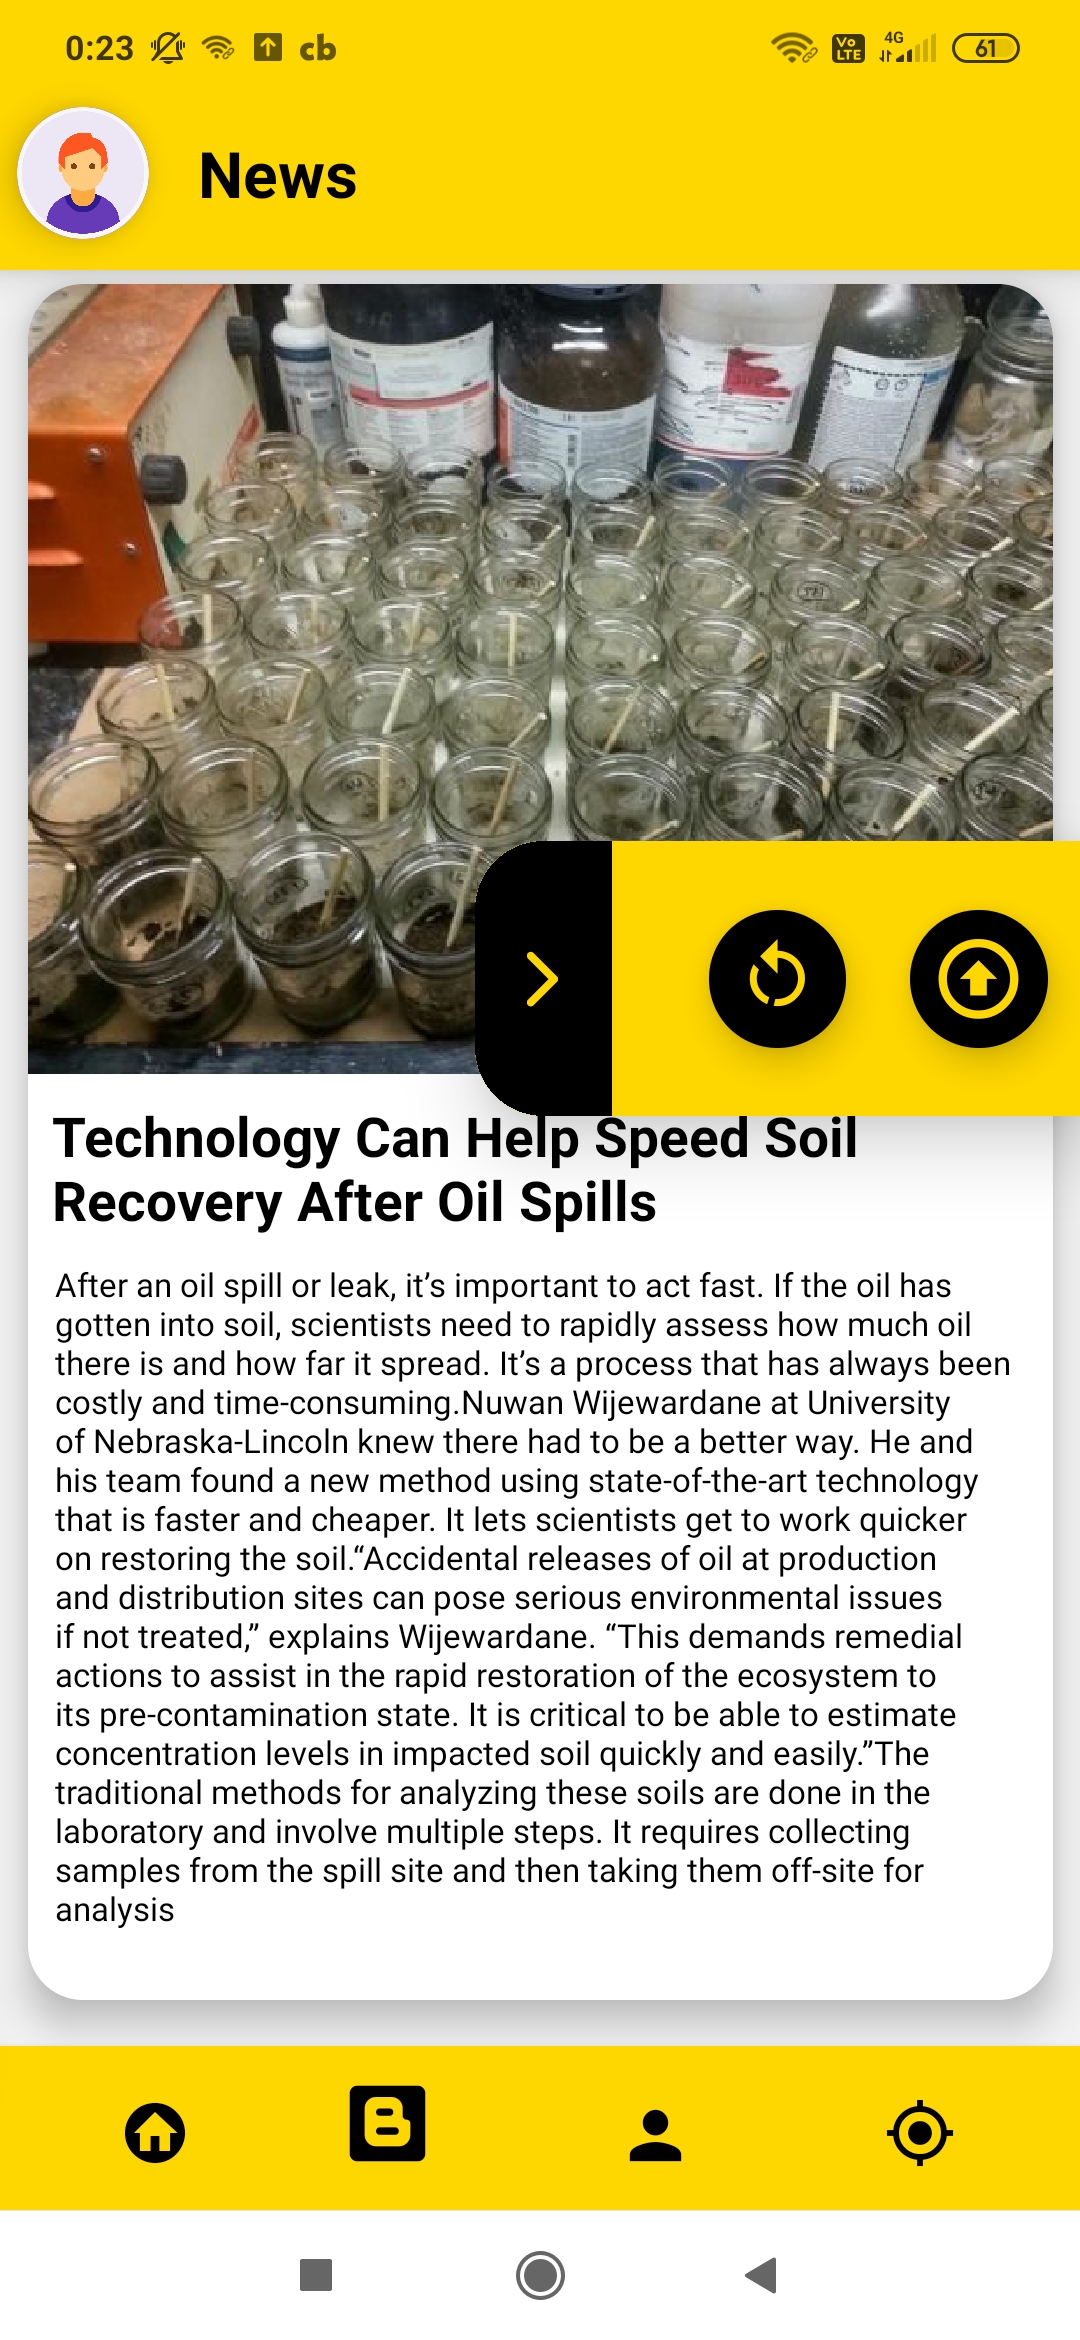 0:23
cb
Vo
LTE
4G
61
News
Technology Can Help Speed Soil
Recovery After Oil Spills
After an oil spill or leak, it’s important to act fast. If the oil has
gotten into soil, scientists need to rapidly assess how much oil
there is and how far it spread. It’s a process that has always been
costly and time-consuming.Nuwan Wijewardane at University
of Nebraska-Lincoln knew there had to be a better way. He and
his team found a new method using state-of-the-art technology
that is faster and cheaper. It lets scientists get to work quicker
on restoring the soil.“Accidental releases of oil at production
and distribution sites can pose serious environmental issues
if not treated,” explains Wijewardane. “This demands remedial
actions to assist in the rapid restoration of the ecosystem to
its pre-contamination state. It is critical to be able to estimate
concentration levels in impacted soil quickly and easily.”The
traditional methods for analyzing these soils are done in the
laboratory and involve multiple steps. It requires collecting
samples from the spill site and then taking them off-site for
analysis